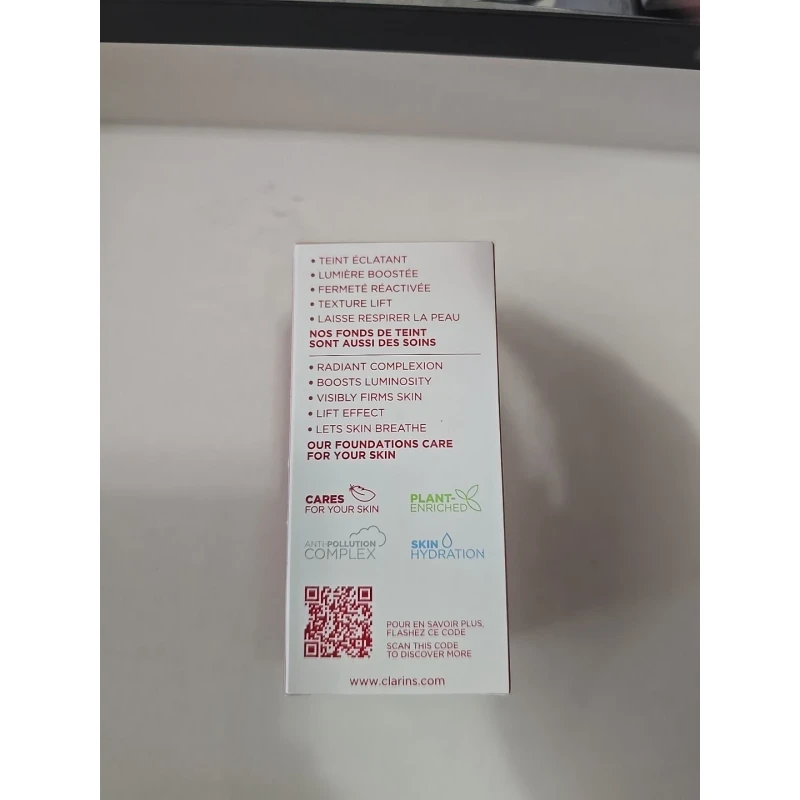 • TEINT ÉCLATANT
• LUMIÈRE BOOSTÉE
• FERMETÉ RÉACTIVÉE
• TEXTURE LIFT
• LAISSE RESPIRER LA PEAU
NOS FONDS DE TEINT
SONT AUSSI DES SOINS
• RADIANT COMPLEXION
• BOOSTS LUMINOSITY
• VISIBLY FIRMS SKIN
• LIFT EFFECT
• LETS SKIN BREATHE
OUR FOUNDATIONS CARE
FOR YOUR SKIN
CARES
FOR YOUR SKIN
PLANT-
ENRICHED
ANTI-POLLUTION
COMPLEX
SKIN
HYDRATION
POUR EN SAVOIR PLUS,
FLASHEZ CE CODE
SCAN THIS CODE
TO DISCOVER MORE
www.clarins.com